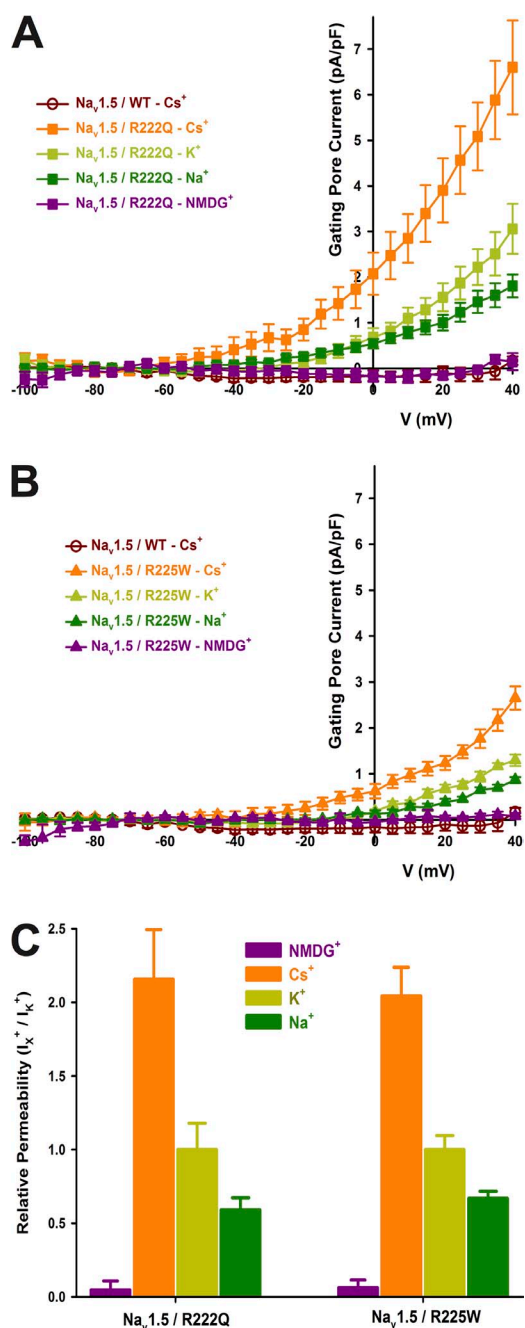 A
Gating Pore Current (pA/pF)
7
6
5
4
3
2
1
0
Nav1.5 / WT - Cs+
Nav1.5 / R222Q - Cs+
Nav1.5 / R222Q - K+
Nav1.5 / R222Q - Na+
Nav1.5 / R222Q - NMDG+
-100 -80 -60 -40 -20 0 20 40
V (mV)
B
Gating Pore Current (pA/pF)
7
6
5
4
3
2
1
Nav1.5 / WT - Cs+
Nav1.5 / R225W - Cs+
Nav1.5 / R225W - K+
Nav1.5 / R225W - Na+
Nav1.5 / R225W - NMDG+
-100 -80 -60 -40 -20 0 20 40
V (mV)
C
Relative Permeability (IX+ / IK+)
2.5
2.0
1.5
1.0
0.5
0.0
NMDG+
Cs+
K+
Na+
Nav1.5 / R222Q Nav1.5 / R225W